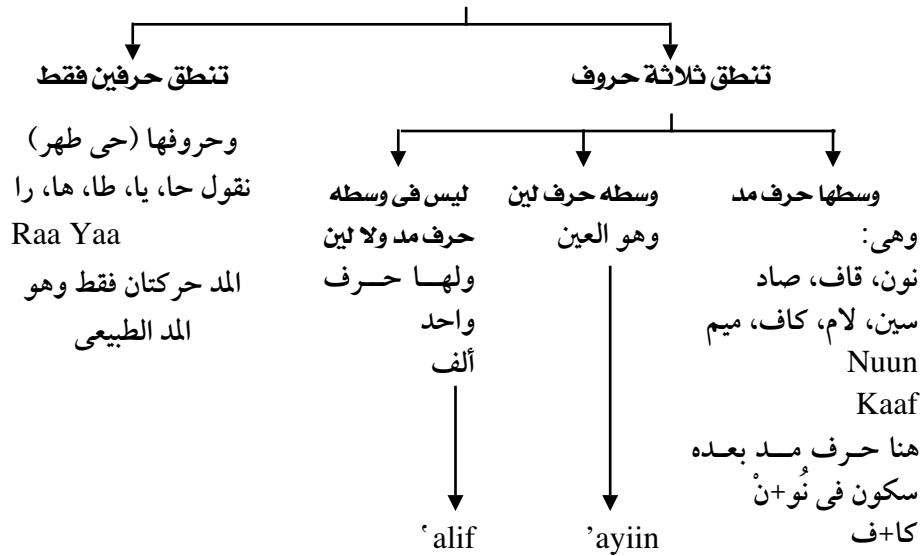 تنطق ثلاثة حروف
تنطق حرفين فقط
وسطها حرف مد
وهى:
نون، قاف، صاد
سين، لام، كاف، ميم
Nuun
Kaaf
هنا حرف مد بعده
سكون فى نُو+نْ
كا+ف
وسطه حرف لين
وهو العين
’ayiin
ليس فى وسطه
حرف مد ولا لين
ولها حرف
واحد
ألف
‘alif
وحروفها (حى طهر)
نقول حا، يا، طا، ها، را
Raa Yaa
المد حركتان فقط وهو
المد الطبيعى